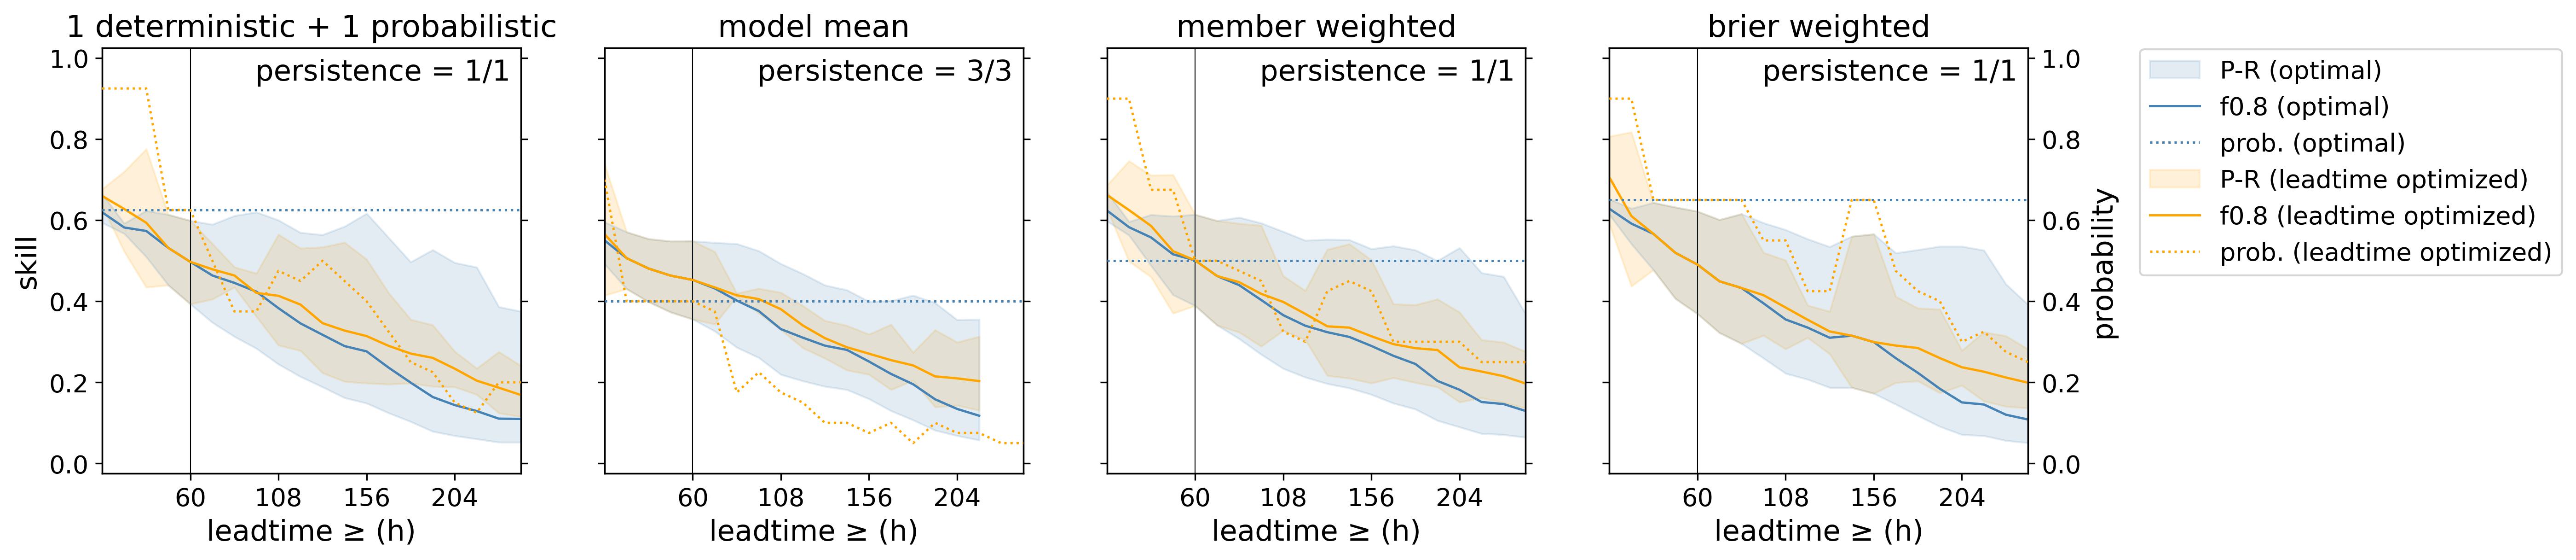 1 deterministic + 1 probabilistic
model mean
member weighted
brier weighted
persistence = 1/1
persistence = 3/3
persistence = 1/1
persistence = 1/1
skill
1.0
0.8
0.6
0.4
0.2
0.0
60 108 156 204
60 108 156 204
60 108 156 204
60 108 156 204
leadtime ≥ (h)
leadtime ≥ (h)
leadtime ≥ (h)
leadtime ≥ (h)
1.0
0.8
0.6
0.4
0.2
0.0
probability
P-R (optimal)
f0.8 (optimal)
prob. (optimal)
P-R (leadtime optimized)
f0.8 (leadtime optimized)
prob. (leadtime optimized)